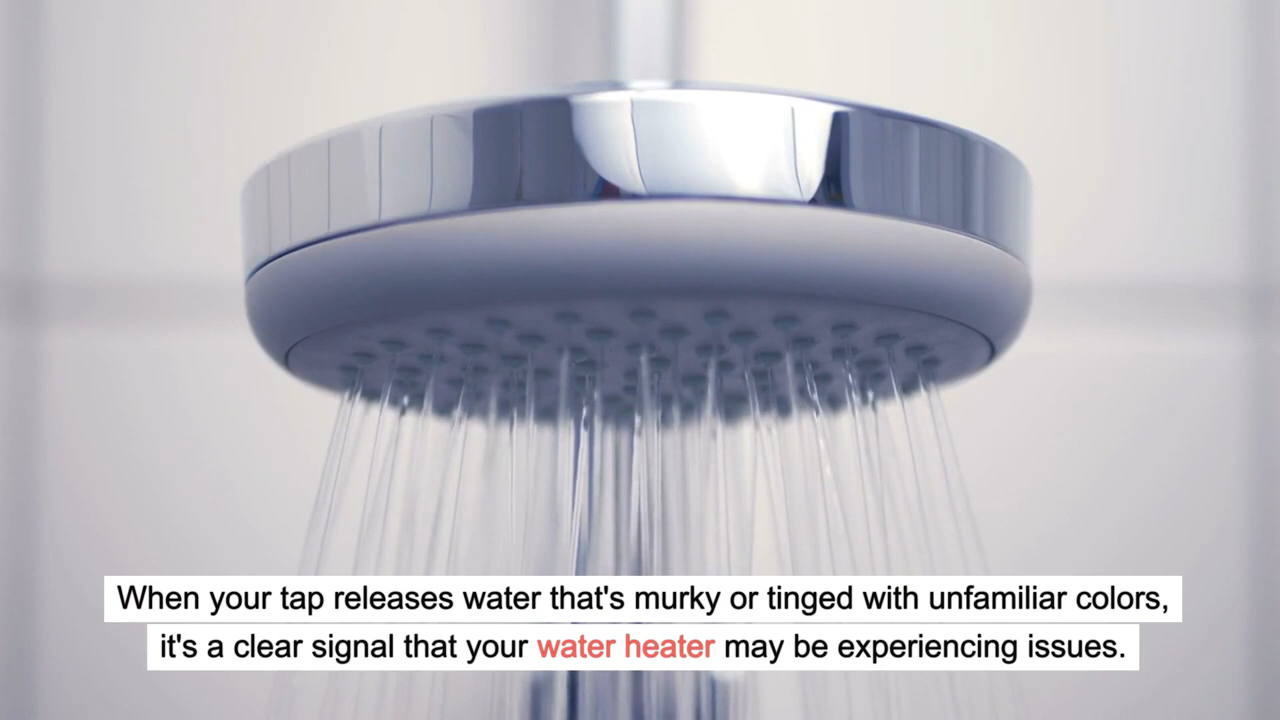 When your tap releases water that's murky or tinged with unfamiliar colors,
it's a clear signal that your water heater may be experiencing issues.